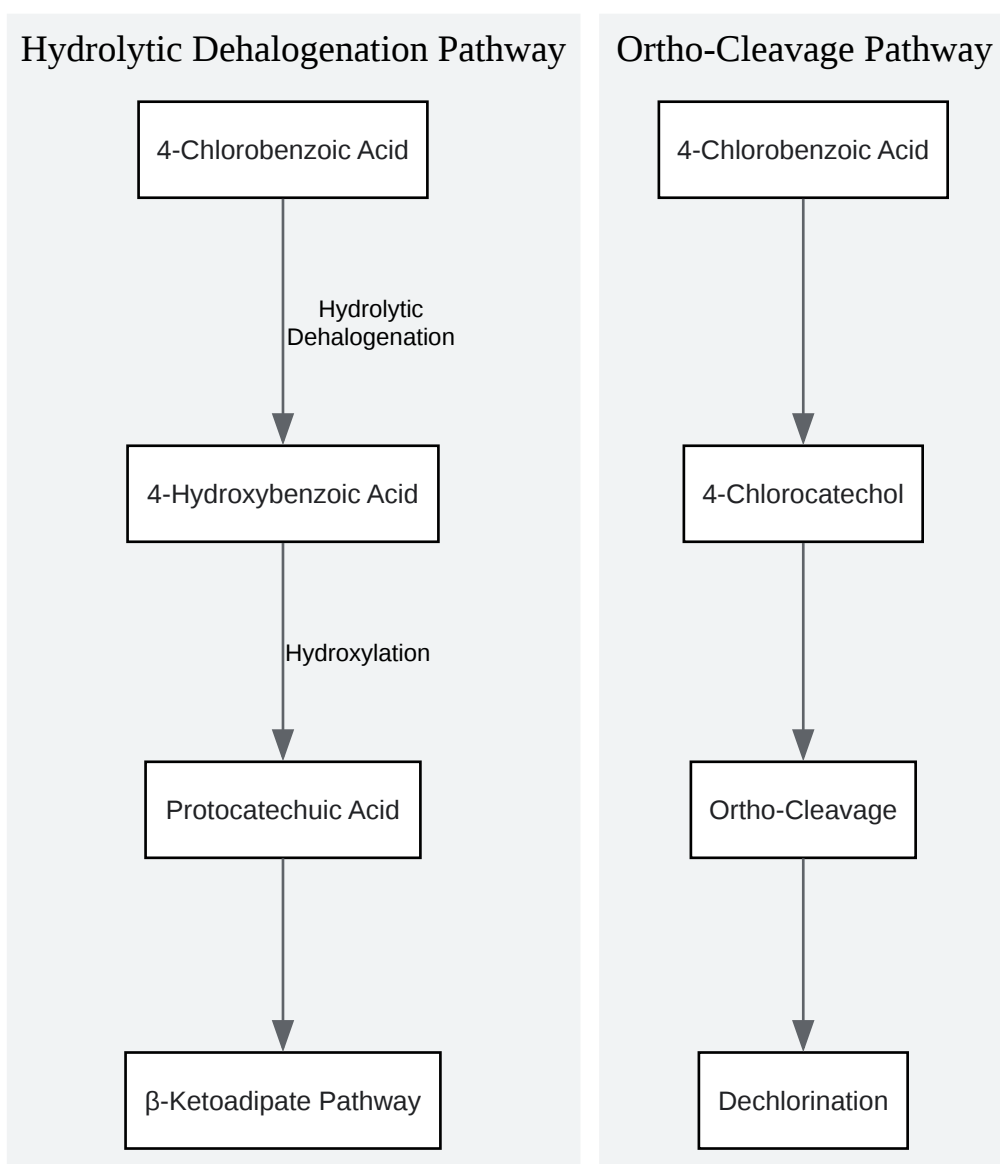 Hydrolytic Dehalogenation Pathway
4-Chlorobenzoic Acid
Hydrolytic
Dehalogenation
4-Hydroxybenzoic Acid
Hydroxylation
Protocatechuic Acid
β-Ketoadipate Pathway
Ortho-Cleavage Pathway
4-Chlorobenzoic Acid
4-Chlorocatechol
Ortho-Cleavage
Dechlorination